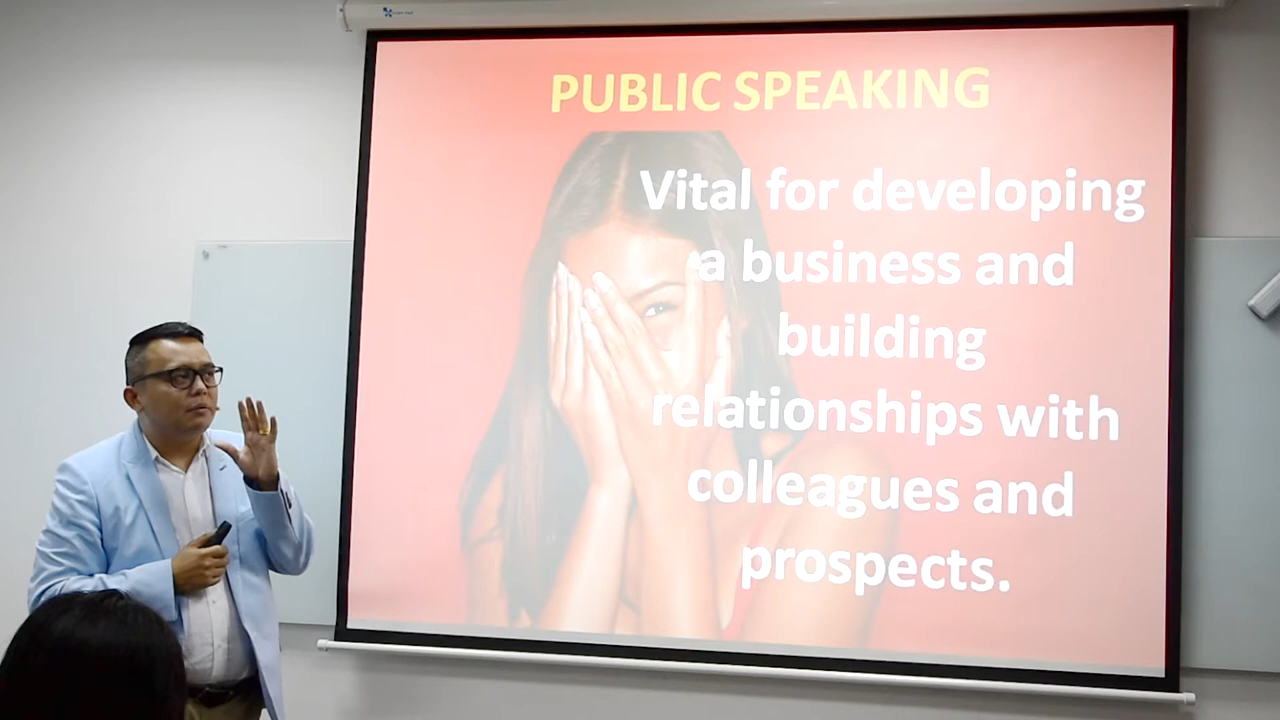 PUBLIC SPEAKING
Vital for developing
a business and
building
relationships with
colleagues and
prospects.